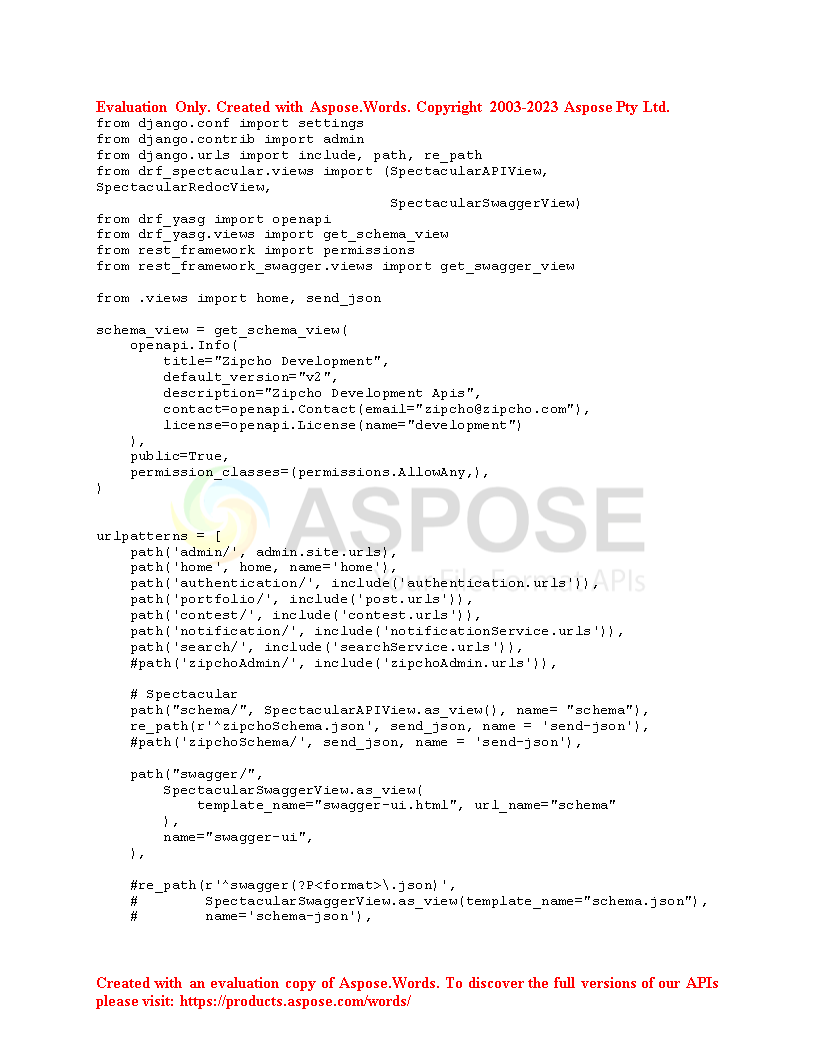 Evaluation Only. Created with Aspose.Words. Copyright 2003-2023 Aspose Pty Ltd.
from django.conf import settings
from django.contrib import admin
from django.urls import include, path, re_path
from drf_spectacular.views import (SpectacularAPIView,
SpectacularRedocView,
                                   SpectacularSwaggerView)
from drf_yasg import openapi
from drf_yasg.views import get_schema_view
from rest_framework import permissions
from rest_framework_swagger.views import get_swagger_view

from .views import home, send_json

schema_view = get_schema_view(
    openapi.Info(
        title="Zipcho Development",
        default_version="v2",
        description="Zipcho Development Apis",
        contact=openapi.Contact(email="zipcho@zipcho.com"),
        license=openapi.License(name="development")
    ),
    public=True,
    permission_classes=(permissions.AllowAny,),
)

ASPOSE
Your File Format APIs

urlpatterns = [
    path('admin/', admin.site.urls),
    path('home', home, name='home'),
    path('authentication/', include('authentication.urls')),
    path('portfolio/', include('post.urls')),
    path('contest/', include('contest.urls')),
    path('notification/', include('notificationService.urls')),
    path('search/', include('searchService.urls')),
    #path('zipchoAdmin/', include('zipchoAdmin.urls')),

    # Spectacular
    path("schema/", SpectacularAPIView.as_view(), name= "schema"),
    re_path(r'^zipchoSchema.json', send_json, name = 'send-json'),
    #path('zipchoSchema/', send_json, name = 'send-json'),

    path("swagger/",
        SpectacularSwaggerView.as_view(
            template_name="swagger-ui.html", url_name="schema"
        ),
        name="swagger-ui",
    ),

    #re_path(r'^swagger(?P<format>\.json)',
    #        SpectacularSwaggerView.as_view(template_name="schema.json"),
    #        name='schema-json'),

Created with an evaluation copy of Aspose.Words. To discover the full versions of our APIs
please visit: https://products.aspose.com/words/